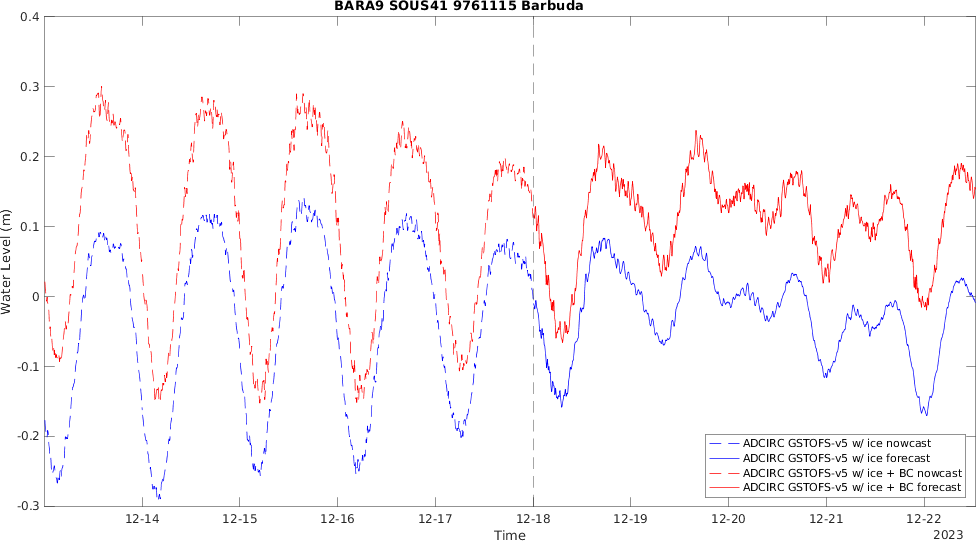 BARA9 SOUS41 9761115 Barbuda
0.4
0.3
0.2
0.1
0
-0.1
-0.2
-0.3
Water Level (m)
12-14 12-15 12-16 12-17 12-18 12-19 12-20 12-21 12-22
Time
2023
ADCIRC GSTOFS-v5 w/ ice nowcast
ADCIRC GSTOFS-v5 w/ ice forecast
ADCIRC GSTOFS-v5 w/ ice + BC nowcast
ADCIRC GSTOFS-v5 w/ ice + BC forecast